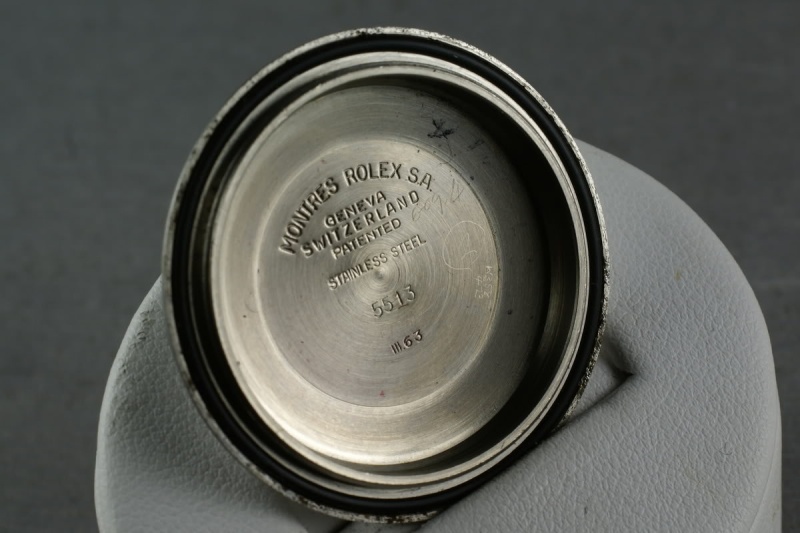 MONTRES ROLEX S.A.
GENEVA
SWITZERLAND
PATENTED
STAINLESS STEEL
5513
III.63